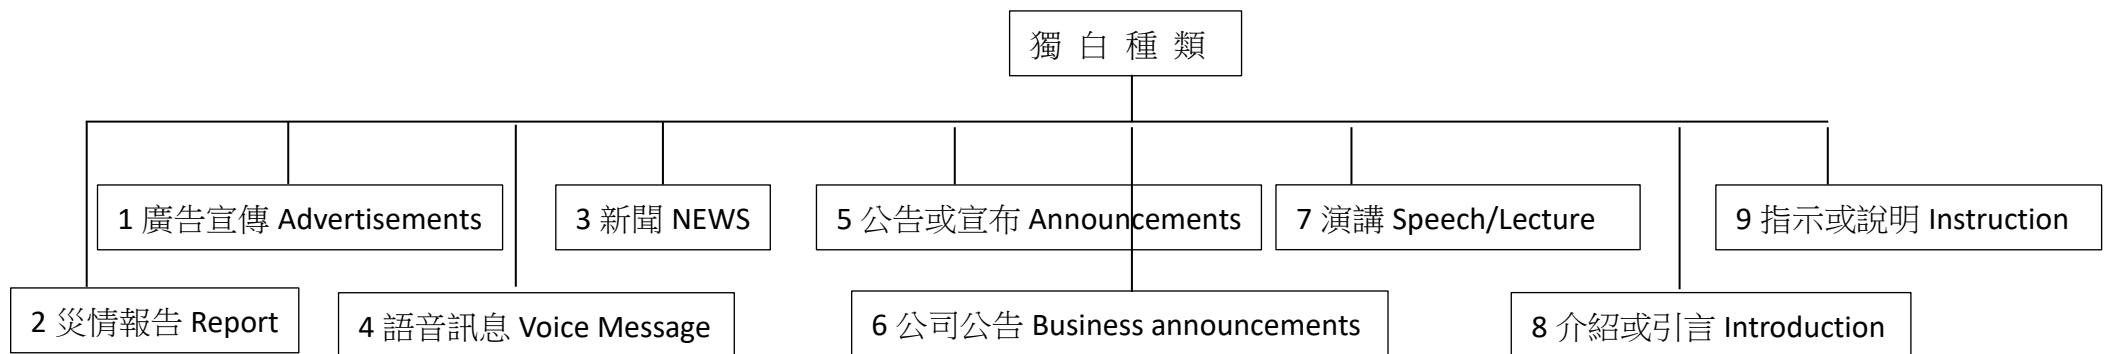 獨白種類
1 廣告宣傳 Advertisements
3 新聞 NEWS
5 公告或宣布 Announcements
7 演講 Speech/Lecture
9 指示或說明 Instruction
2 災情報告 Report
4 語音訊息 Voice Message
6 公司公告 Business announcements
8 介紹或引言 Introduction